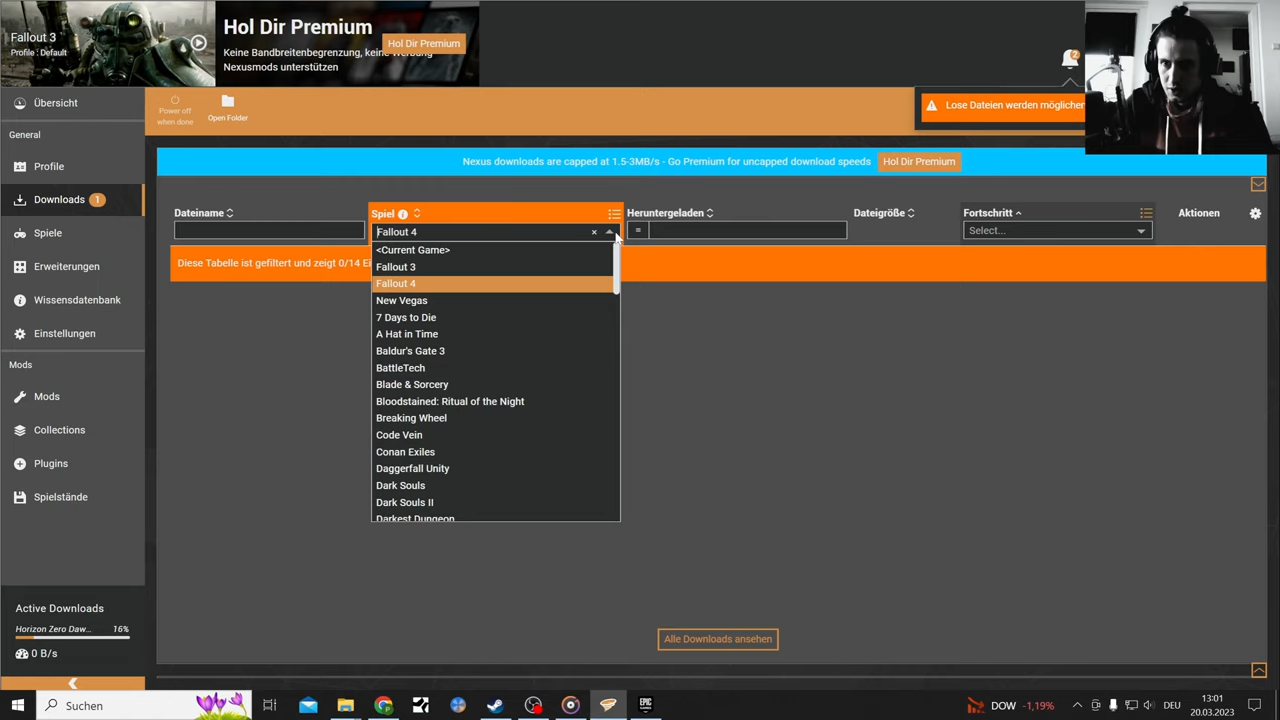 Fallout 3
Profile : Default
Hol Dir Premium
Keine Bandbreitenbegrenzung, keine Werbung
Nexusmods unterstützen
Hol Dir Premium
2
Übersicht
Power off
when done
Open Folder
Lose Dateien werden möglicher
General
Profile
Downloads 1
Spiele
Erweiterungen
Wissensdatenbank
Einstellungen
Mods
Mods
Collections
Plugins
Spielstände
Nexus downloads are capped at 1.5-3MB/s - Go Premium for uncapped download speeds
Hol Dir Premium
Dateiname
Spiel
Heruntergeladen
Dateigröße
Fortschritt
Aktionen
Fallout 4
=
Select...
Diese Tabelle ist gefiltert und zeigt 0/14
<Current Game>
Fallout 3
Fallout 4
New Vegas
7 Days to Die
A Hat in Time
Baldur's Gate 3
BattleTech
Blade & Sorcery
Bloodstained: Ritual of the Night
Breaking Wheel
Code Vein
Conan Exiles
Daggerfall Unity
Dark Souls
Dark Souls II
Darkest Dungeon
Alle Downloads ansehen
Active Downloads
Horizon Zero Daw... 16%
0 B/s
Suchen
EPIC
DOW -1,19%
DEU
13:01
20.03.2023